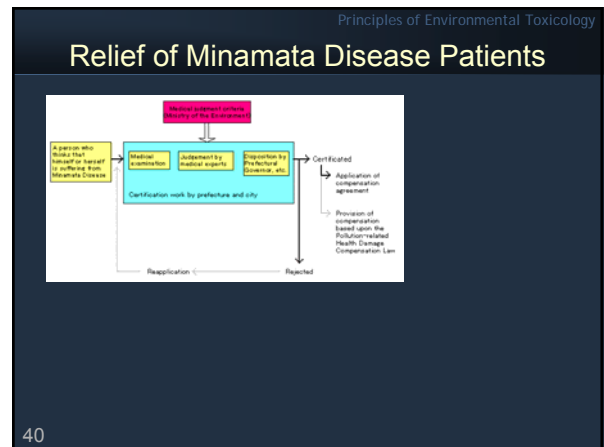 Principles of Environmental Toxicology
Relief of Minamata Disease Patients
Medical judgment criteria
(Ministry of the Environment)
A person who
thinks that
himself or herself
is suffering from
Minamata Disease
Medical
examination
Judgement by
medical experts
Disposition by
Prefectural
Governor, etc.
Certification work by prefecture and city
Certificated
Application of
compensation
agreement
Provision of
compensation
based upon the
Pollution-related
Health Damage
Compensation Law
Reapplication
Rejected
40